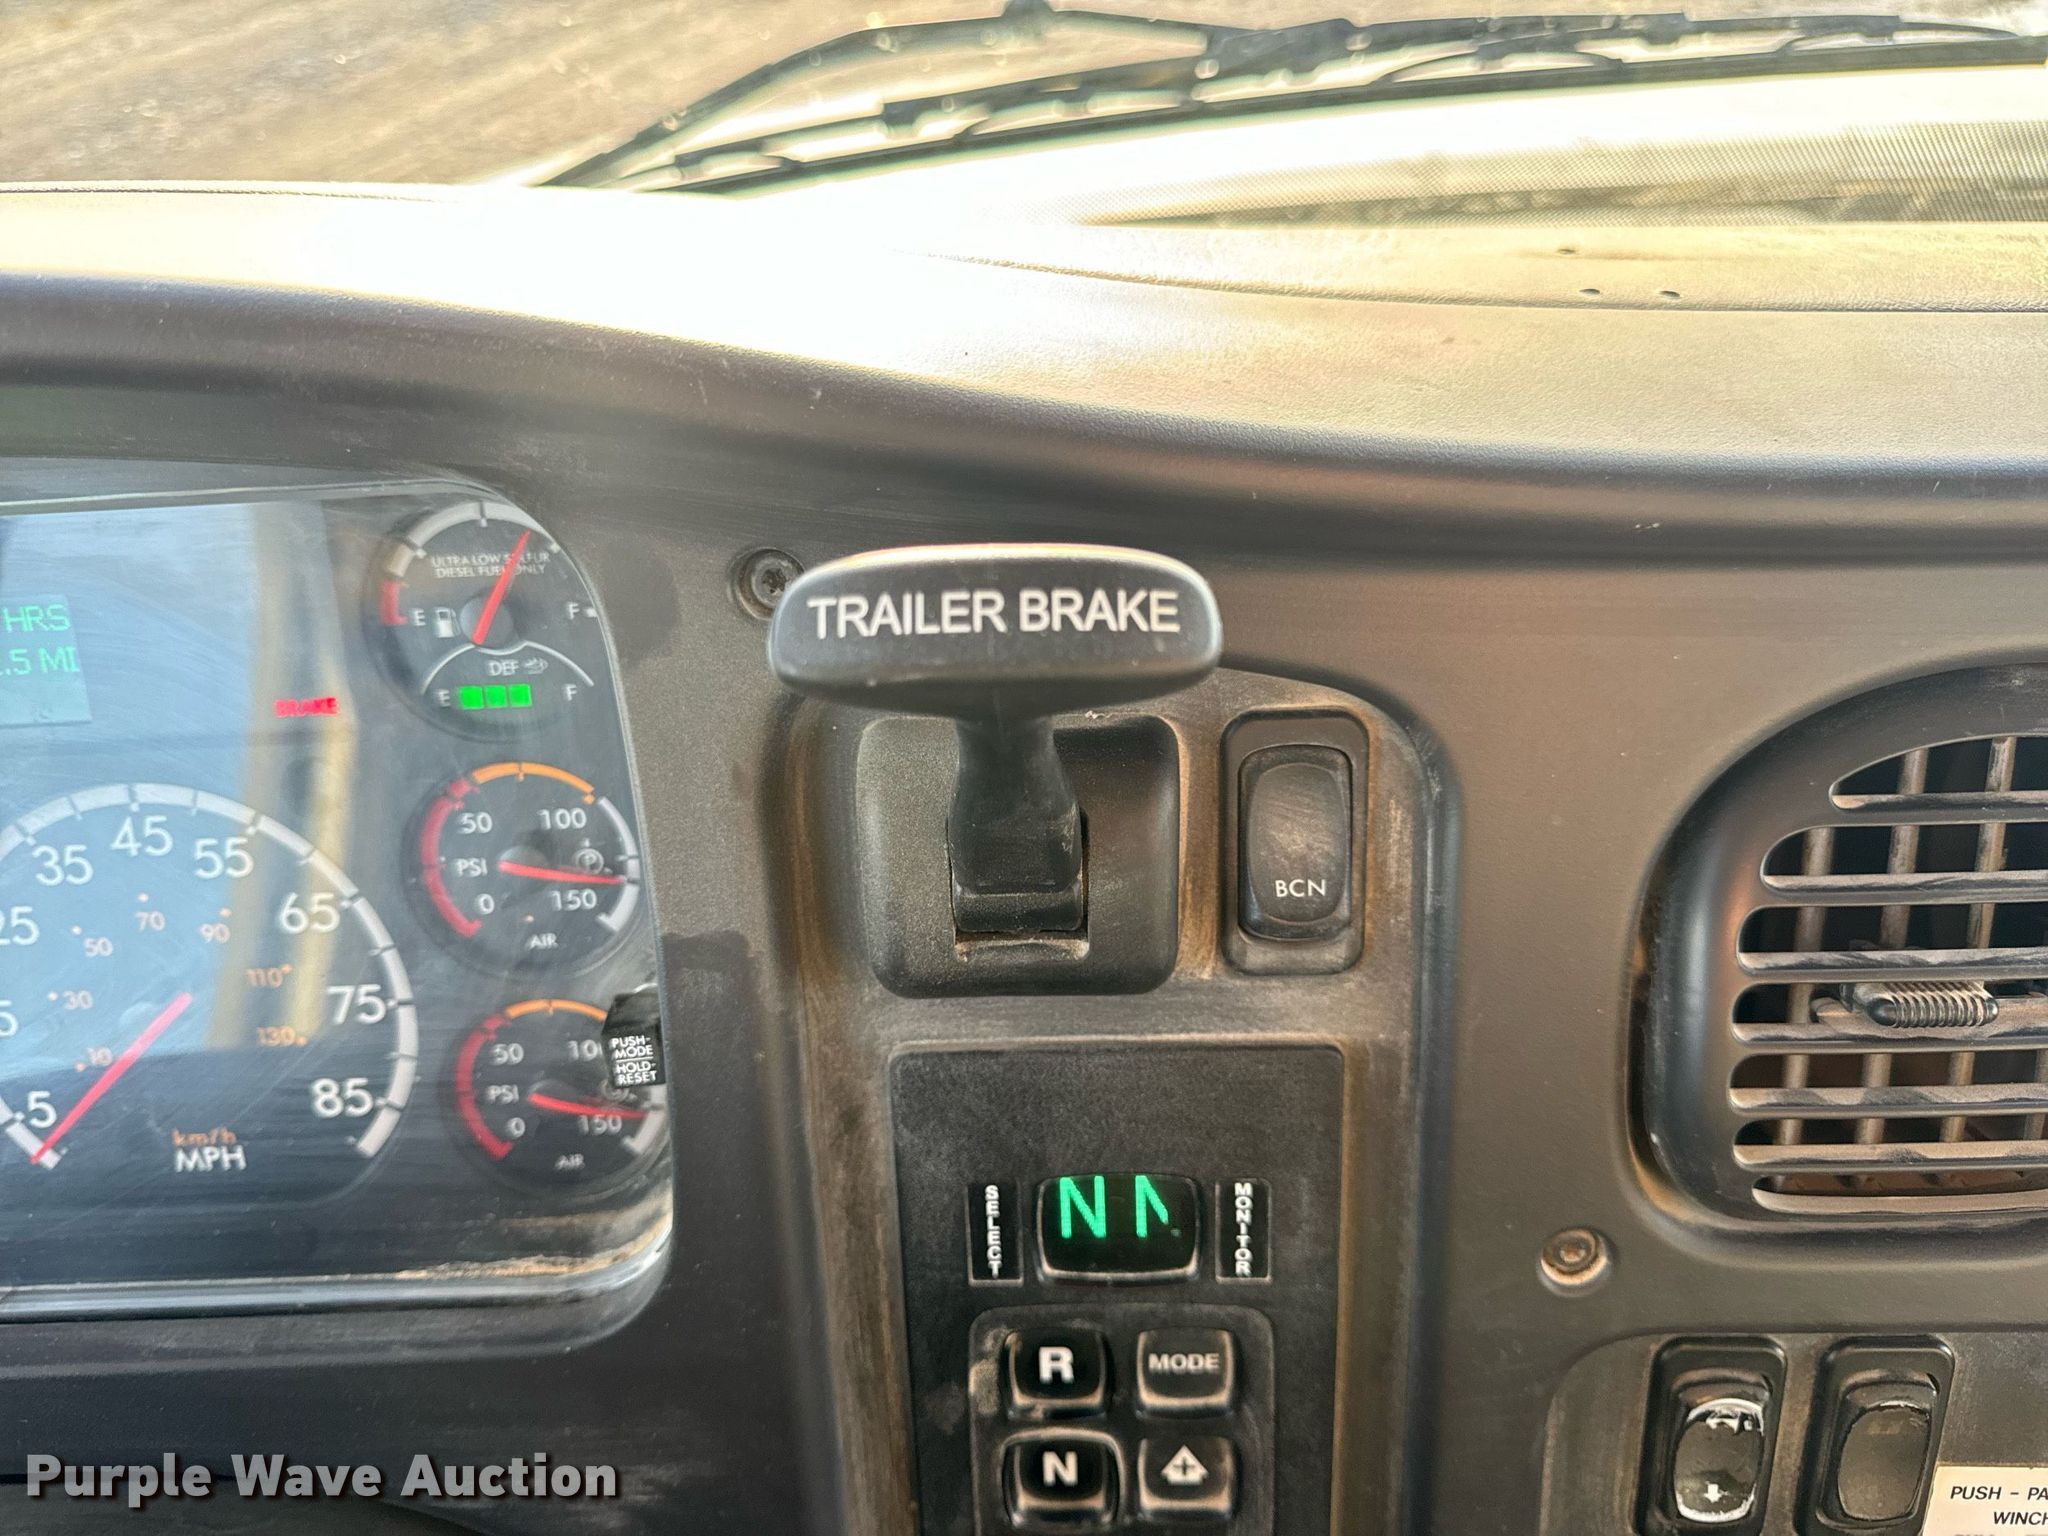 HRS
.5 MI
BRAKE
ULTRA LOW SULFUR
DIESEL FUEL ONLY
E F
DEF
E F
50 100
PSI P
0 150
AIR
50
PSI
0 150
AIR
PUSH-
MODE
HOLD-
RESET
5 25 35 45 55 65 75 85
10 30 50 70 90 110 130
km/h
MPH
TRAILER BRAKE
BCN
SELECT
N N
MONITOR
R MODE
N
PUSH - PA
WINCH
Purple Wave Auction